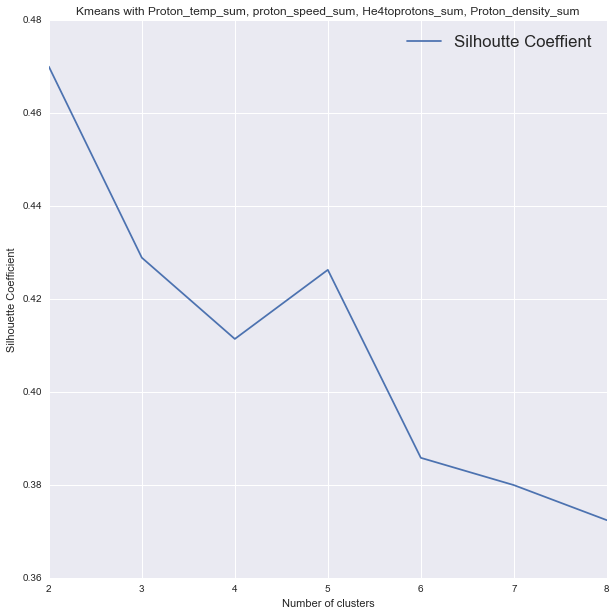 Kmeans with Proton_temp_sum, proton_speed_sum, He4toprotons_sum, Proton_density_sum
Silhoutte Coeffient
Silhouette Coefficient
0.48
0.46
0.44
0.42
0.40
0.38
0.36
2 3 4 5 6 7 8
Number of clusters